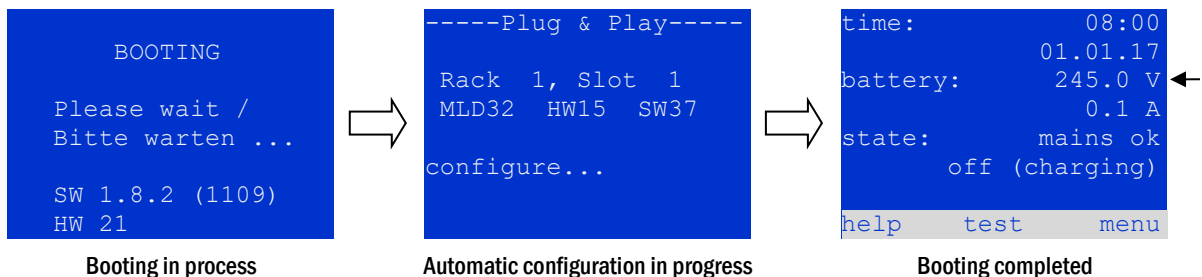 BOOTING
Please wait /
Bitte warten ...
SW 1.8.2 (1109)
HW 21
Booting in process
-----Plug & Play-----
Rack 1, Slot 1
MLD32 HW15 SW37
configure...
Automatic configuration in progress
time: 08:00
01.01.17
battery: 245.0 V
0.1 A
state: mains ok
off (charging)
help test menu
Booting completed